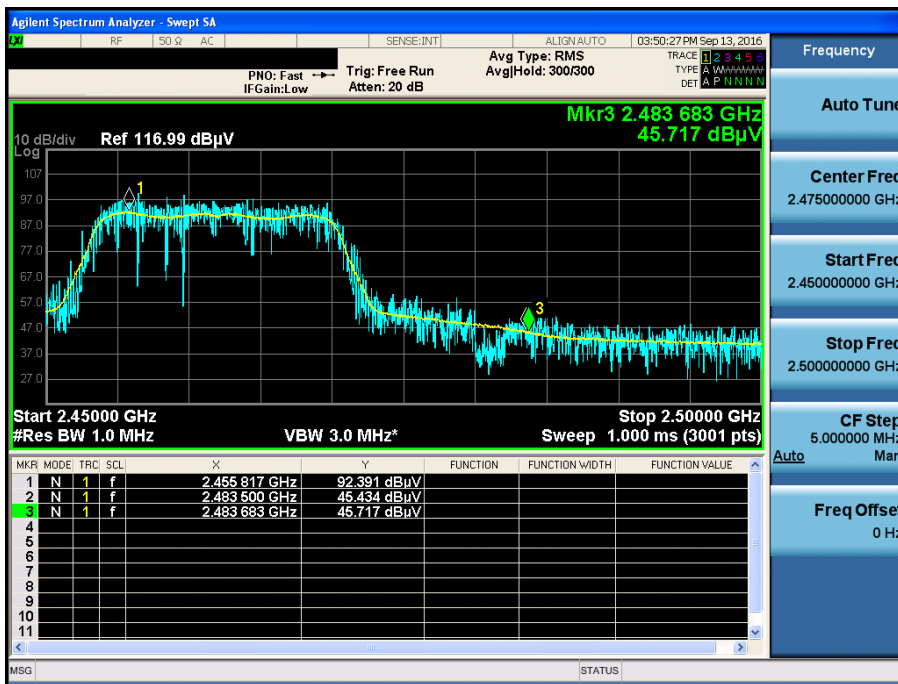 Agilent Spectrum Analyzer - Swept SA
LXI RF 50 Ω AC SENSE:INT ALIGN AUTO 03:50:27 PM Sep 13, 2016
PNO: Fast Trig: Free Run Avg Type: RMS TRACE 1 2 3 4 5 6
IFGain:Low Atten: 20 dB Avg|Hold: 300/300 TYPE A W W W W W
DET A P N N N N
Mkr3 2.483 683 GHz
45.717 dBµV
10 dB/div Ref 116.99 dBµV
Log
107
97.0
87.0
77.0
67.0
57.0
47.0
37.0
27.0
1
3
Start 2.45000 GHz Stop 2.50000 GHz
#Res BW 1.0 MHz VBW 3.0 MHz* Sweep 1.000 ms (3001 pts)
MKR MODE TRC SCL X Y FUNCTION FUNCTION WIDTH FUNCTION VALUE
1 N 1 f 2.455 817 GHz 92.391 dBµV
2 N 1 f 2.483 500 GHz 45.434 dBµV
3 N 1 f 2.483 683 GHz 45.717 dBµV
4
5
6
7
8
9
10
11
MSG STATUS
Frequency
Auto Tune
Center Freq
2.475000000 GHz
Start Freq
2.450000000 GHz
Stop Freq
2.500000000 GHz
CF Step
5.000000 MHz
Auto Man
Freq Offset
0 Hz